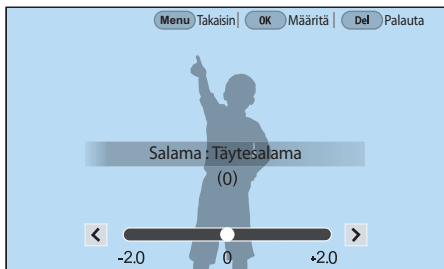 Menu Takaisin | OK Määritä | Del Palauta
Salama : Täytesalama
(0)
-2.0 0 +2.0